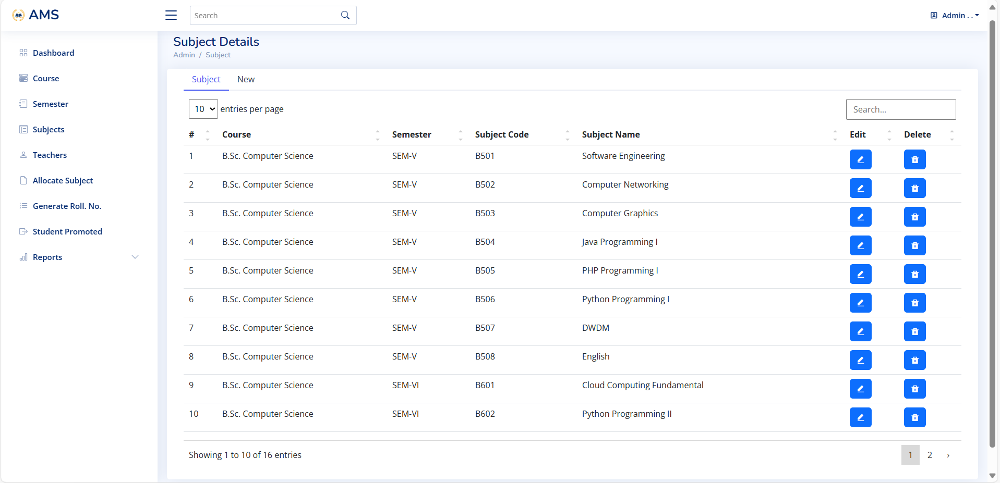 AMS
Search
Admin . .
Dashboard
Course
Semester
Subjects
Teachers
Allocate Subject
Generate Roll. No.
Student Promoted
Reports
Subject Details
Admin / Subject
Subject New
10 entries per page
Search...
# Course Semester Subject Code Subject Name Edit Delete
1 B.Sc. Computer Science SEM-V B501 Software Engineering
2 B.Sc. Computer Science SEM-V B502 Computer Networking
3 B.Sc. Computer Science SEM-V B503 Computer Graphics
4 B.Sc. Computer Science SEM-V B504 Java Programming I
5 B.Sc. Computer Science SEM-V B505 PHP Programming I
6 B.Sc. Computer Science SEM-V B506 Python Programming I
7 B.Sc. Computer Science SEM-V B507 DWDM
8 B.Sc. Computer Science SEM-V B508 English
9 B.Sc. Computer Science SEM-VI B601 Cloud Computing Fundamental
10 B.Sc. Computer Science SEM-VI B602 Python Programming II
Showing 1 to 10 of 16 entries
1 2 ›